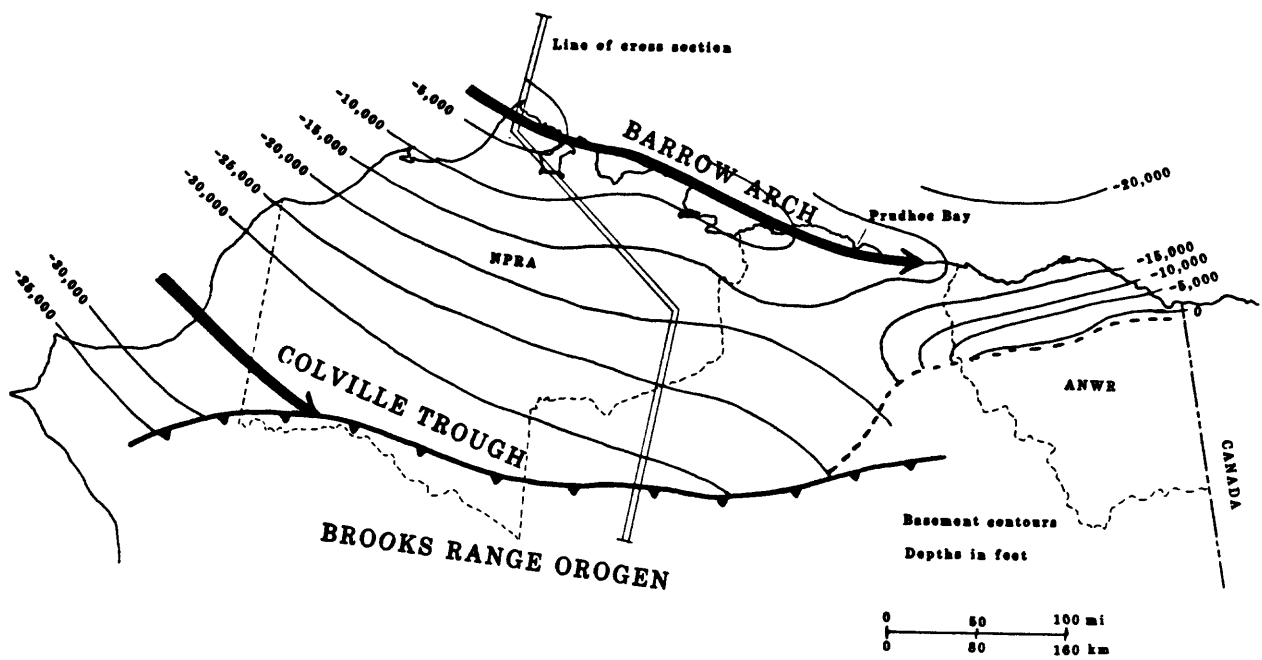 Line of cross section
-5,000
-10,000
-15,000
-20,000
-25,000
-30,000
BARROW ARCH
-20,000
Prudhoe Bay
NPRA
-15,000
-10,000
-5,000
0
-30,000
-25,000
COLVILLE TROUGH
ANWR
CANADA
BROOKS RANGE OROGEN
Basement contours
Depths in feet
0 50 100 mi
0 80 160 km